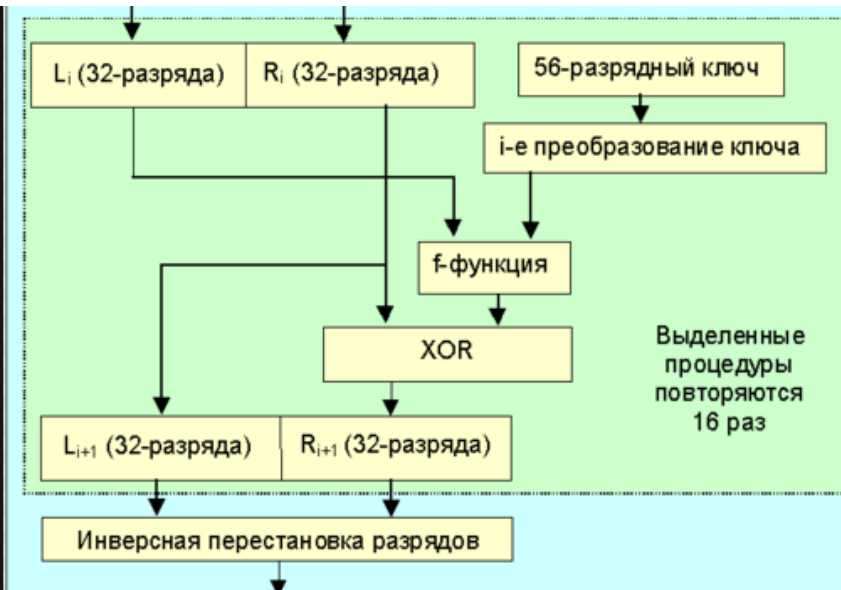 Lᵢ (32-разряда)
Rᵢ (32-разряда)
56-разрядный ключ
i-е преобразование ключа
f-функция
XOR
Выделенные
процедуры
повторяются
16 раз
Lᵢ₊₁ (32-разряда)
Rᵢ₊₁ (32-разряда)
Инверсная перестановка разрядов